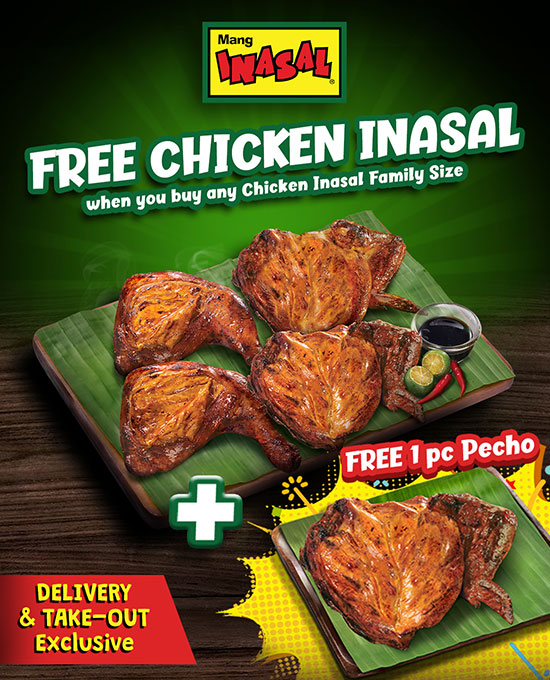 Mang
INASAL®
FREE CHICKEN INASAL
when you buy any Chicken Inasal Family Size
FREE 1 pc Pecho
DELIVERY
& TAKE-OUT
Exclusive